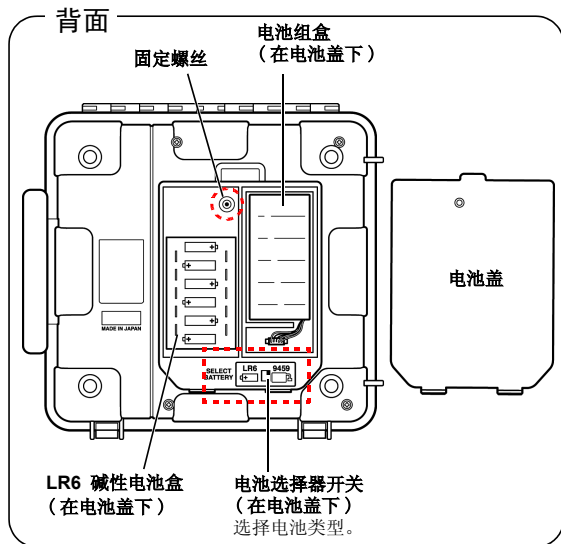 背面
电池组盒
（在电池盖下）
固定螺丝
电池盖
MADE IN JAPAN
SELECT
BATTERY
LR6
9459
LR6 碱性电池盒
（在电池盖下）
电池选择器开关
（在电池盖下）
选择电池类型。